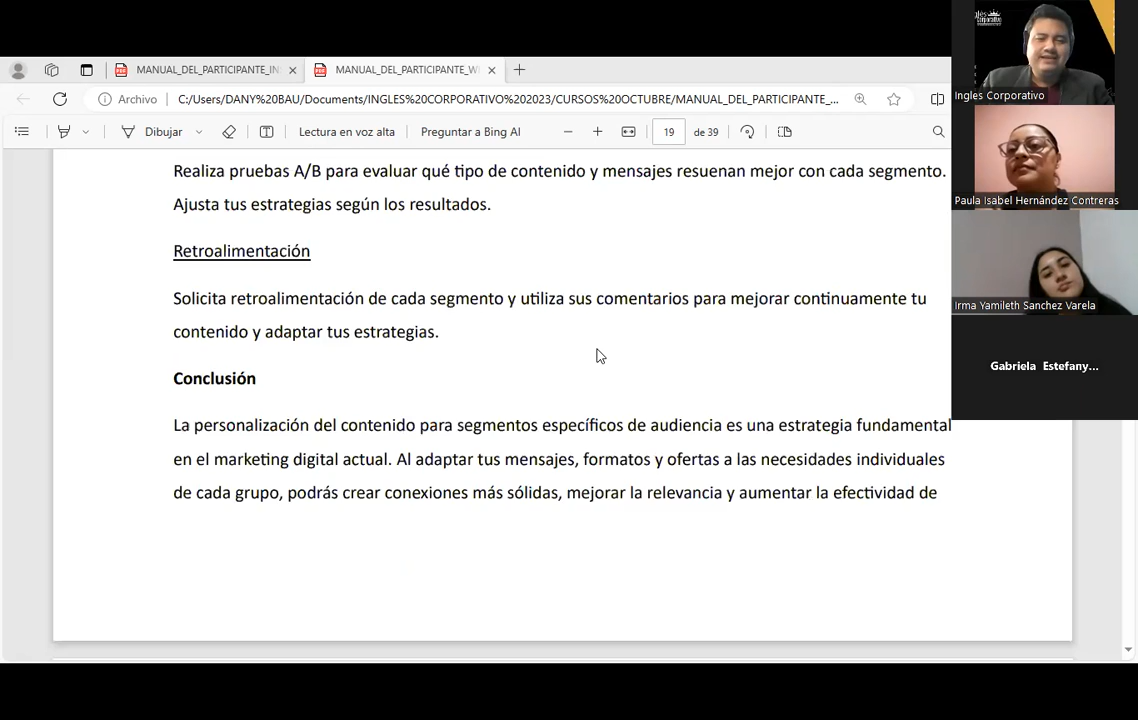 MANUAL_DEL_PARTICIPANTE_IN
MANUAL_DEL_PARTICIPANTE_WI
Archivo
C:/Users/DANY%20BAU/Documents/INGLES%20CORPORATIVO%202023/CURSOS%20OCTUBRE/MANUAL_DEL_PARTICIPANTE_...
Dibujar
Lectura en voz alta
Preguntar a Bing AI
19
de 39
Realiza pruebas A/B para evaluar qué tipo de contenido y mensajes resuenan mejor con cada segmento.
Ajusta tus estrategias según los resultados.
Retroalimentación
Solicita retroalimentación de cada segmento y utiliza sus comentarios para mejorar continuamente tu
contenido y adaptar tus estrategias.
Conclusión
La personalización del contenido para segmentos específicos de audiencia es una estrategia fundamental
en el marketing digital actual. Al adaptar tus mensajes, formatos y ofertas a las necesidades individuales
de cada grupo, podrás crear conexiones más sólidas, mejorar la relevancia y aumentar la efectividad de
Ingles Corporativo
Paula Isabel Hernández Contreras
Irma Yamileth Sanchez Varela
Gabriela Estefany...